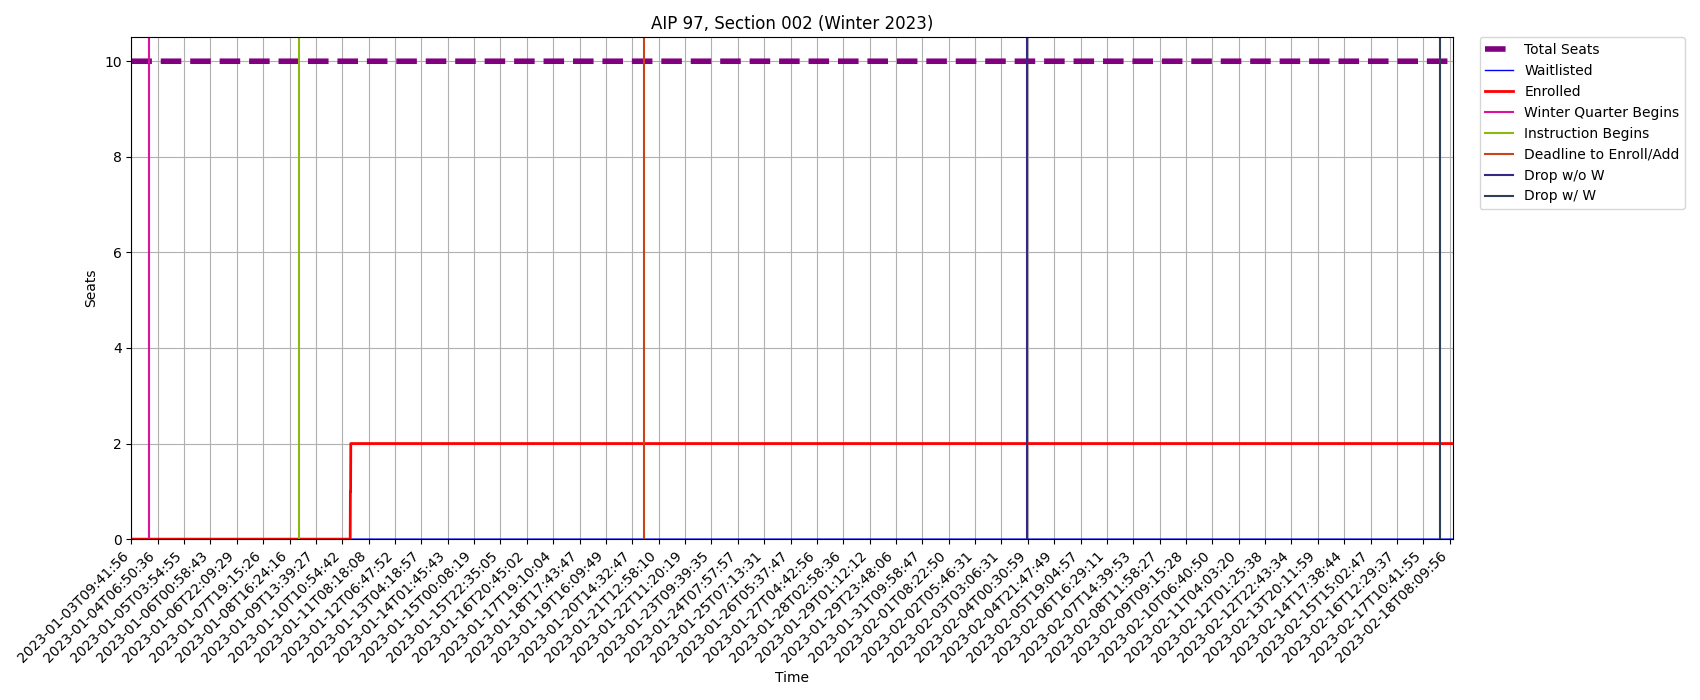 AIP 97, Section 002 (Winter 2023)
10
8
6
4
2
0
Seats
2023-01-03T09:41:56
2023-01-04T06:50:36
2023-01-05T03:54:55
2023-01-06T00:58:43
2023-01-06T22:09:29
2023-01-07T19:15:26
2023-01-08T16:24:16
2023-01-09T13:39:27
2023-01-10T10:54:42
2023-01-11T08:18:08
2023-01-12T06:47:52
2023-01-13T04:18:57
2023-01-14T01:45:43
2023-01-15T00:08:19
2023-01-15T22:35:05
2023-01-16T20:45:02
2023-01-17T19:10:04
2023-01-18T17:43:47
2023-01-19T16:09:49
2023-01-20T14:32:47
2023-01-21T12:58:10
2023-01-22T11:20:19
2023-01-23T09:39:35
2023-01-24T07:57:57
2023-01-25T07:13:31
2023-01-26T05:37:47
2023-01-27T04:42:56
2023-01-28T02:58:36
2023-01-29T01:12:12
2023-01-29T23:48:06
2023-01-31T09:58:47
2023-02-01T08:22:50
2023-02-02T05:46:31
2023-02-03T03:06:31
2023-02-04T00:30:59
2023-02-04T21:47:49
2023-02-05T19:04:57
2023-02-06T16:29:11
2023-02-07T14:39:53
2023-02-08T11:58:27
2023-02-09T09:15:28
2023-02-10T06:40:50
2023-02-11T04:03:20
2023-02-12T01:25:38
2023-02-12T22:43:34
2023-02-13T20:11:59
2023-02-14T17:38:44
2023-02-15T15:02:47
2023-02-16T12:29:37
2023-02-17T10:41:55
2023-02-18T08:09:56
Time
Total Seats
Waitlisted
Enrolled
Winter Quarter Begins
Instruction Begins
Deadline to Enroll/Add
Drop w/o W
Drop w/ W